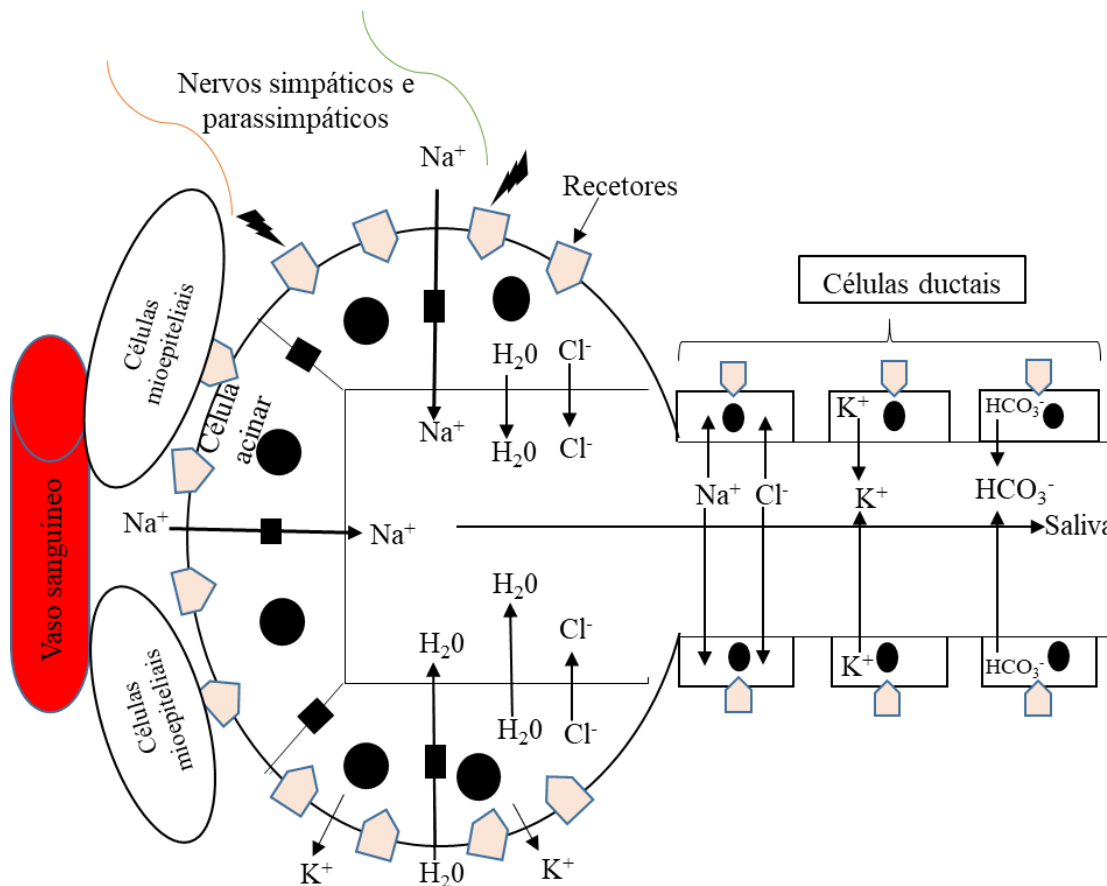 Nervos simpáticos e
parassimpáticos
Na⁺
Recetores
Células ductais
Células
mioepiteliais
Célula
acinar
H₂0
Cl⁻
Na⁺
H₂0
Cl⁻
K⁺
HCO₃⁻
Na⁺
Cl⁻
K⁺
HCO₃⁻
Vaso sanguíneo
Na⁺
Na⁺
Saliva
H₂0
H₂0
Cl⁻
H₂0
Cl⁻
K⁺
HCO₃⁻
Células
mioepiteliais
K⁺
H₂0
K⁺